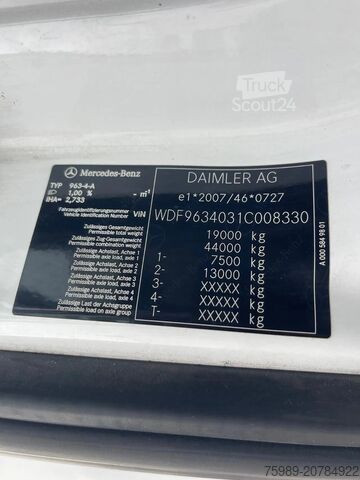 Truck
Scout24
Mercedes-Benz
DAIMLER AG
TYP 963-4-A
1,00 % - m⁻¹
IHA= 2,733
e1*2007/46*0727
Fahrzeugidentifizierungsnummer
Vehicle Identification Number VIN WDF9634031C008330
Zulässiges Gesamtgewicht
Permissible total weight 19000 kg
Zulässiges Zug-Gesamtgewicht
Permissible combination weight 44000 kg
Zulässige Achslast, Achse 1
Permissible axle load, axle 1 1- 7500 kg
Zulässige Achslast, Achse 2
Permissible axle load, axle 2 2- 13000 kg
Zulässige Achslast, Achse 3
Permissible axle load, axle 3 3- XXXXX kg
Zulässige Achslast, Achse 4
Permissible axle load, axle 4 4- XXXXX kg
Zulässige Last der Achsgruppe
Permissible load on axle group T- XXXXX kg
A 000 584 98 01
75989-20784922